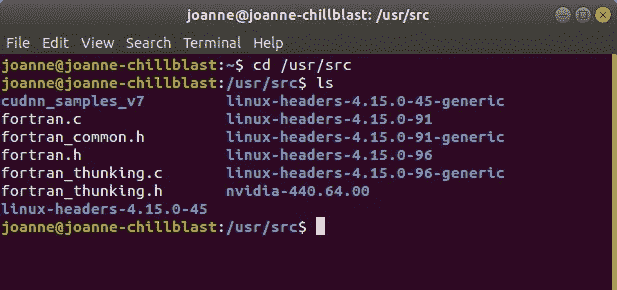 joanne@joanne-chillblast: /usr/src
File Edit View Search Terminal Help
joanne@joanne-chillblast:~$ cd /usr/src
joanne@joanne-chillblast:/usr/src$ ls
cudnn_samples_v7 linux-headers-4.15.0-45-generic
fortran.c linux-headers-4.15.0-91
fortran_common.h linux-headers-4.15.0-91-generic
fortran.h linux-headers-4.15.0-96
fortran_thunking.c linux-headers-4.15.0-96-generic
fortran_thunking.h nvidia-440.64.00
linux-headers-4.15.0-45
joanne@joanne-chillblast:/usr/src$